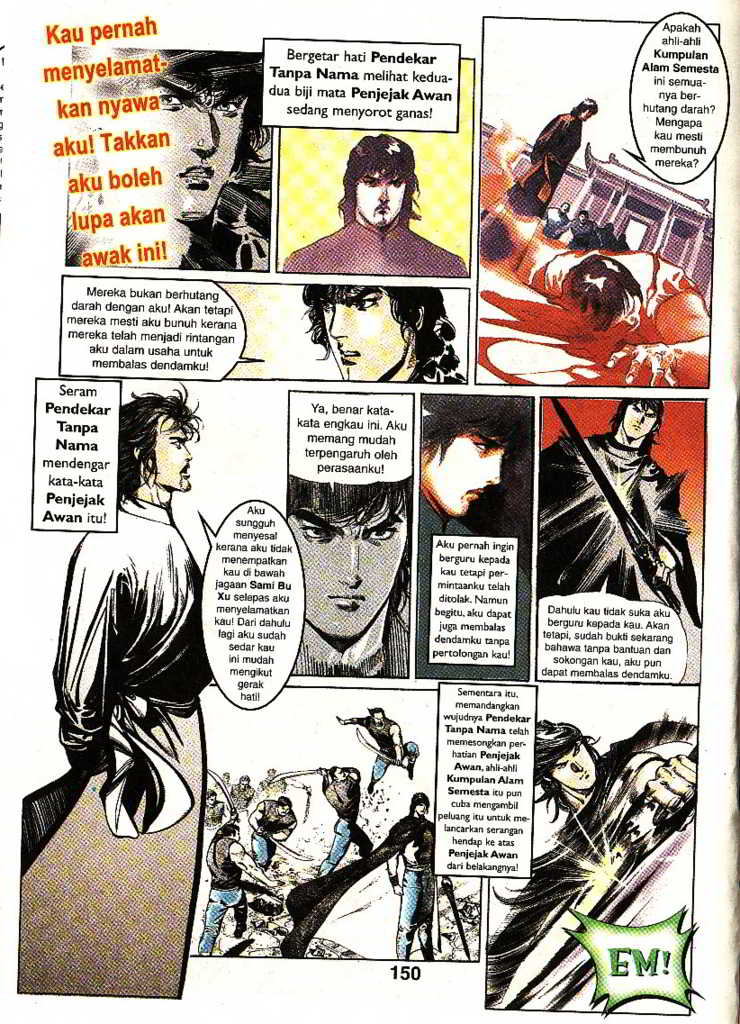 Kau pernah
menyelamat-
kan nyawa
aku! Takkan
aku boleh
lupa akan
awak ini!
Bergetar hati Pendekar
Tanpa Nama melihat kedua-
dua biji mata Penjejak Awan
sedang menyorot ganas!
Apakah
ahli-ahli
Kumpulan
Alam Semesta
ini semua-
nya ber-
hutang darah?
Mengapa
kau mesti
membunuh
mereka?
Mereka bukan berhutang
darah dengan aku! Akan tetapi
mereka mesti aku bunuh kerana
mereka telah menjadi rintangan
aku dalam usaha untuk
membalas dendamku!
Seram
Pendekar
Tanpa
Nama
mendengar
kata-kata
Penjejak
Awan itu!
Aku
sungguh
menyesal
kerana aku tidak
menempatkan
kau di bawah
jagaan Sami Bu
Xu selepas aku
menyelamatkan
kau! Dari dahulu
lagi aku sudah
sedar kau
ini mudah
mengikut
gerak
hati!
Ya, benar kata-
kata engkau ini. Aku
memang mudah
terpengaruh oleh
perasaanku!
Aku pernah ingin
berguru kepada
kau tetapi per-
mintaanku telah
ditolak. Namun
begitu, aku dapat
juga membalas
dendamku tanpa
pertolongan kau!
Dahulu kau tidak suka aku
berguru kepada kau. Akan
tetapi, sudah bukti sekarang
bahawa tanpa bantuan dan
sokongan kau, aku pun
dapat membalas dendamku.
Sementara itu,
memandangkan
wujudnya Pendekar
Tanpa Nama telah
memesongkan per-
hatian Penjejak
Awan, ahli-ahli
Kumpulan Alam
Semesta itu pun
cuba mengambil
peluang itu untuk me-
lancarkan serangan
hendap ke atas
Penjejak Awan
dari belakangnya!
EM!
150